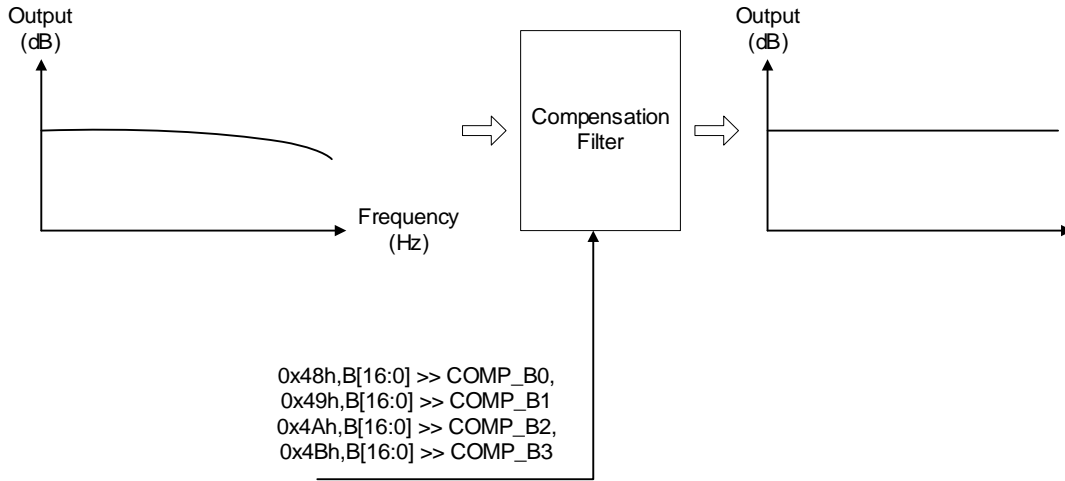 Output
(dB)
Frequency
(Hz)
Compensation
Filter
Output
(dB)
0x48h,B[16:0] >> COMP_B0,
0x49h,B[16:0] >> COMP_B1
0x4Ah,B[16:0] >> COMP_B2,
0x4Bh,B[16:0] >> COMP_B3